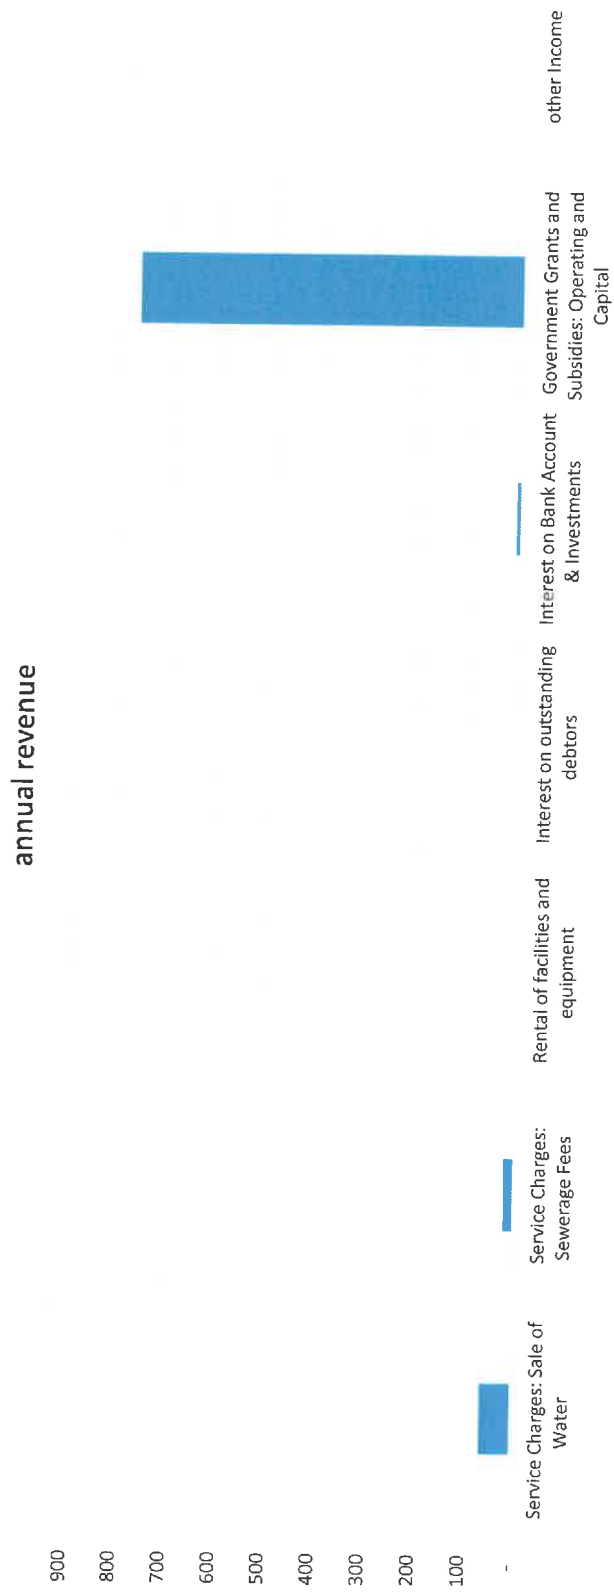 annual revenue
900
800
700
600
500
400
300
200
100
-
Service Charges: Sale of
Water
Service Charges:
Sewerage Fees
Rental of facilities and
equipment
Interest on outstanding
debtors
Interest on Bank Account
& Investments
Government Grants and
Subsidies: Operating and
Capital
other Income